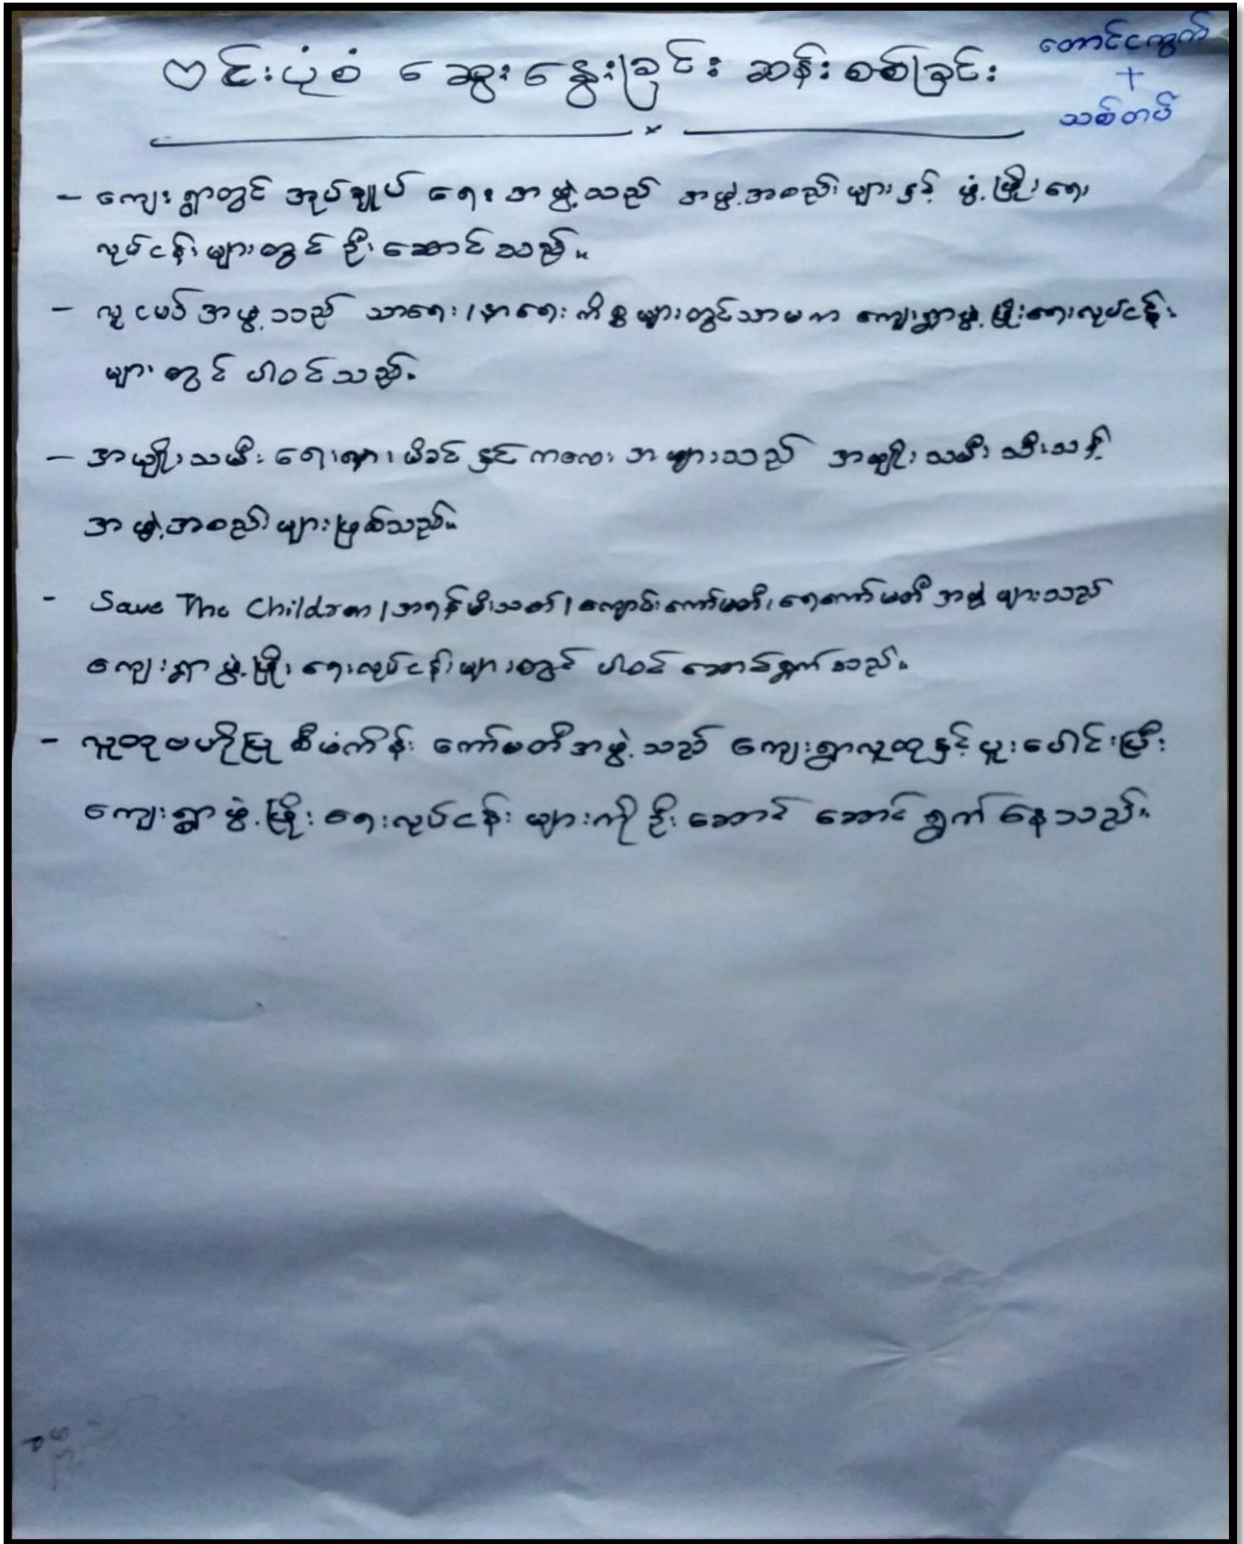 တောင်ငကွက်
+
သစ်တပ်
ဗင်းပုံစံ ဆွေးနွေးခြင်း ဆန်းစစ်ခြင်း
- ကျေးရွာတွင် အုပ်ချုပ်ရေးအဖွဲ့သည် အဖွဲ့အစည်းများနှင့် ဖွံ့ဖြိုးရေး
လုပ်ငန်းများတွင် ဦးဆောင်သည်။
- လူငယ်အဖွဲ့သည် သာရေး/နာရေးကိစ္စများတွင်သာမက ကျေးရွာဖွံ့ဖြိုးရေးလုပ်ငန်း
များတွင် ပါဝင်သည်။
- အမျိုးသမီးရေးရာ၊ မိခင်နှင့်ကလေး အများသည် အမျိုးသမီးသီးသန့်
အဖွဲ့အစည်းများဖြစ်သည်။
- Save The Children/အရန်မီးသတ်/ကျောင်းကော်မတီ၊ ရေကော်မတီအဖွဲ့များသည်
ကျေးရွာဖွံ့ဖြိုးရေးလုပ်ငန်းများတွင် ပါဝင်ဆောင်ရွက်သည်။
- လူထုဗဟိုပြုစီမံကိန်း ကော်မတီအဖွဲ့သည် ကျေးရွာလူထုနှင့်ပူးပေါင်းပြီး
ကျေးရွာဖွံ့ဖြိုးရေးလုပ်ငန်းများကိုဦးဆောင် ဆောင်ရွက်နေသည်။